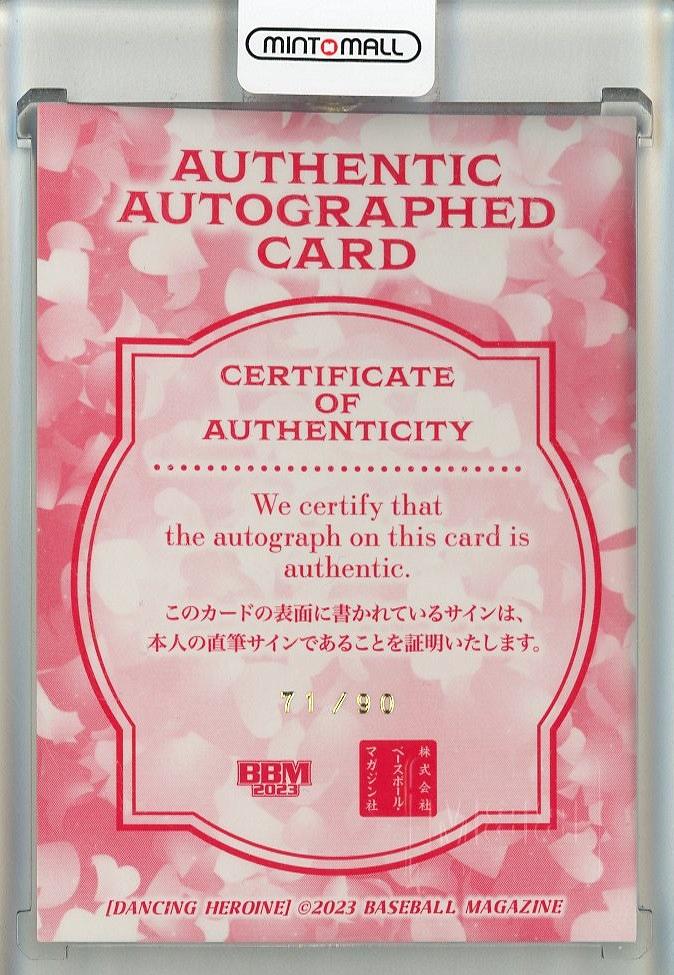 MINT MALL
AUTHENTIC
AUTOGRAPHED
CARD
CERTIFICATE
OF
AUTHENTICITY
We certify that
the autograph on this card is
authentic.
このカードの表面に書かれているサインは、
本人の直筆サインであることを証明いたします。
71/90
BBM
2023
株式会社
ベースボール・
マガジン社
[DANCING HEROINE] ©2023 BASEBALL MAGAZINE